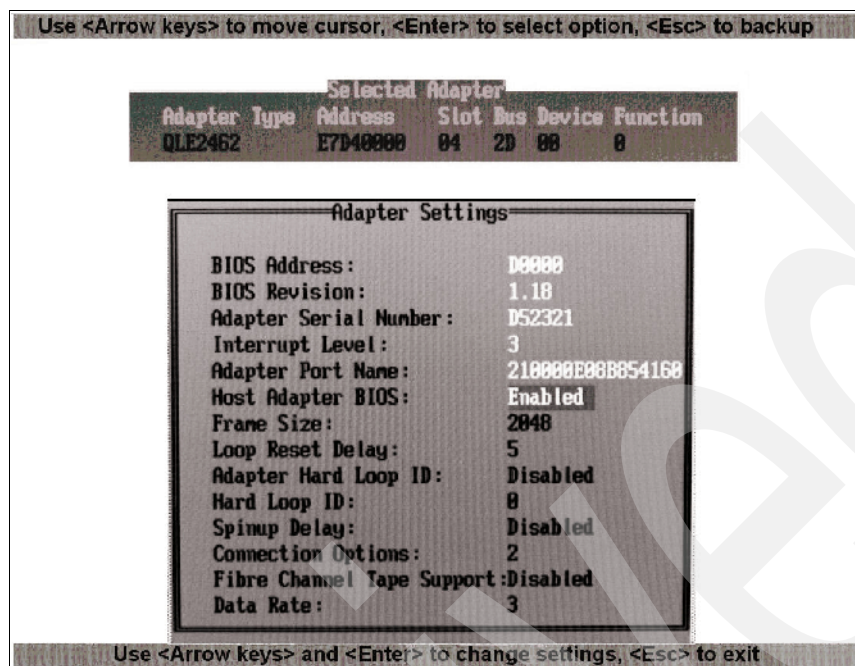 Use <Arrow keys> to move cursor, <Enter> to select option, <Esc> to backup
Selected Adapter
Adapter Type Address Slot Bus Device Function
QLE2462 E7D40000 04 2D 00 0
Adapter Settings
BIOS Address: D0000
BIOS Revision: 1.18
Adapter Serial Number: D52321
Interrupt Level: 3
Adapter Port Name: 210000E08B854160
Host Adapter BIOS: Enabled
Frame Size: 2048
Loop Reset Delay: 5
Adapter Hard Loop ID: Disabled
Hard Loop ID: 0
Spinup Delay: Disabled
Connection Options: 2
Fibre Channel Tape Support:Disabled
Data Rate: 3
Use <Arrow keys> and <Enter> to change settings, <Esc> to exit